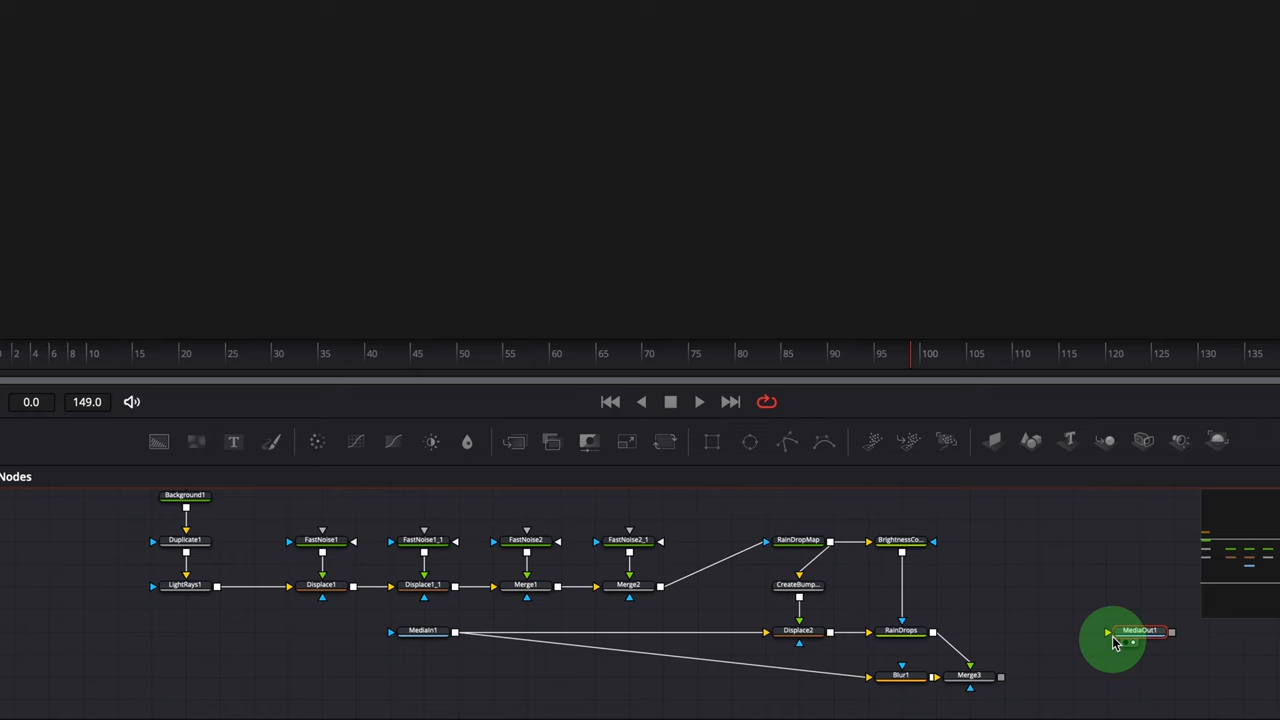 2 4 6 8 10 15 20 25 30 35 40 45 50 55 60 65 70 75 80 85 90 95 100 105 110 115 120 125 130 135
0.0 149.0
T T
Nodes
Background1
Duplicate1 FastNoise1 FastNoise1_1 FastNoise2 FastNoise2_1 RainDropMap BrightnessCo...
LightRays1 Displace1 Displace1_1 Merge1 Merge2 CreateBump...
MediaIn1 Displace2 RainDrops MediaOut1
Blur1 Merge3